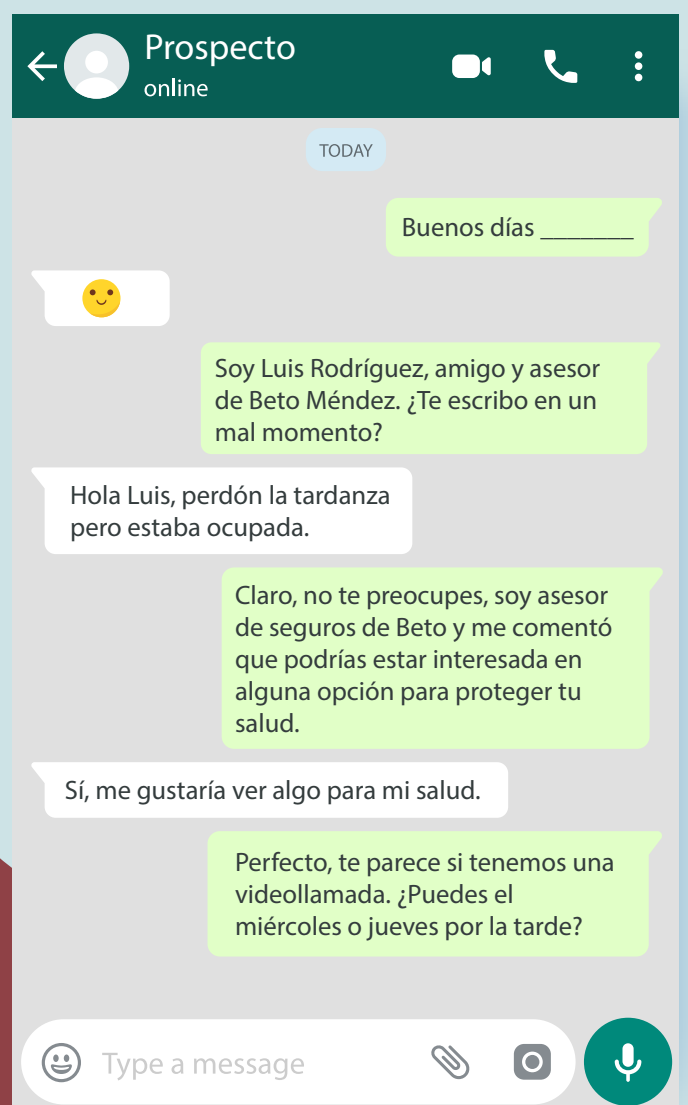 Prospecto
online
TODAY
Buenos días _______
Soy Luis Rodríguez, amigo y asesor
de Beto Méndez. ¿Te escribo en un
mal momento?
Hola Luis, perdón la tardanza
pero estaba ocupada.
Claro, no te preocupes, soy asesor
de seguros de Beto y me comentó
que podrías estar interesada en
alguna opción para proteger tu
salud.
Sí, me gustaría ver algo para mi salud.
Perfecto, te parece si tenemos una
videollamada. ¿Puedes el
miércoles o jueves por la tarde?
Type a message